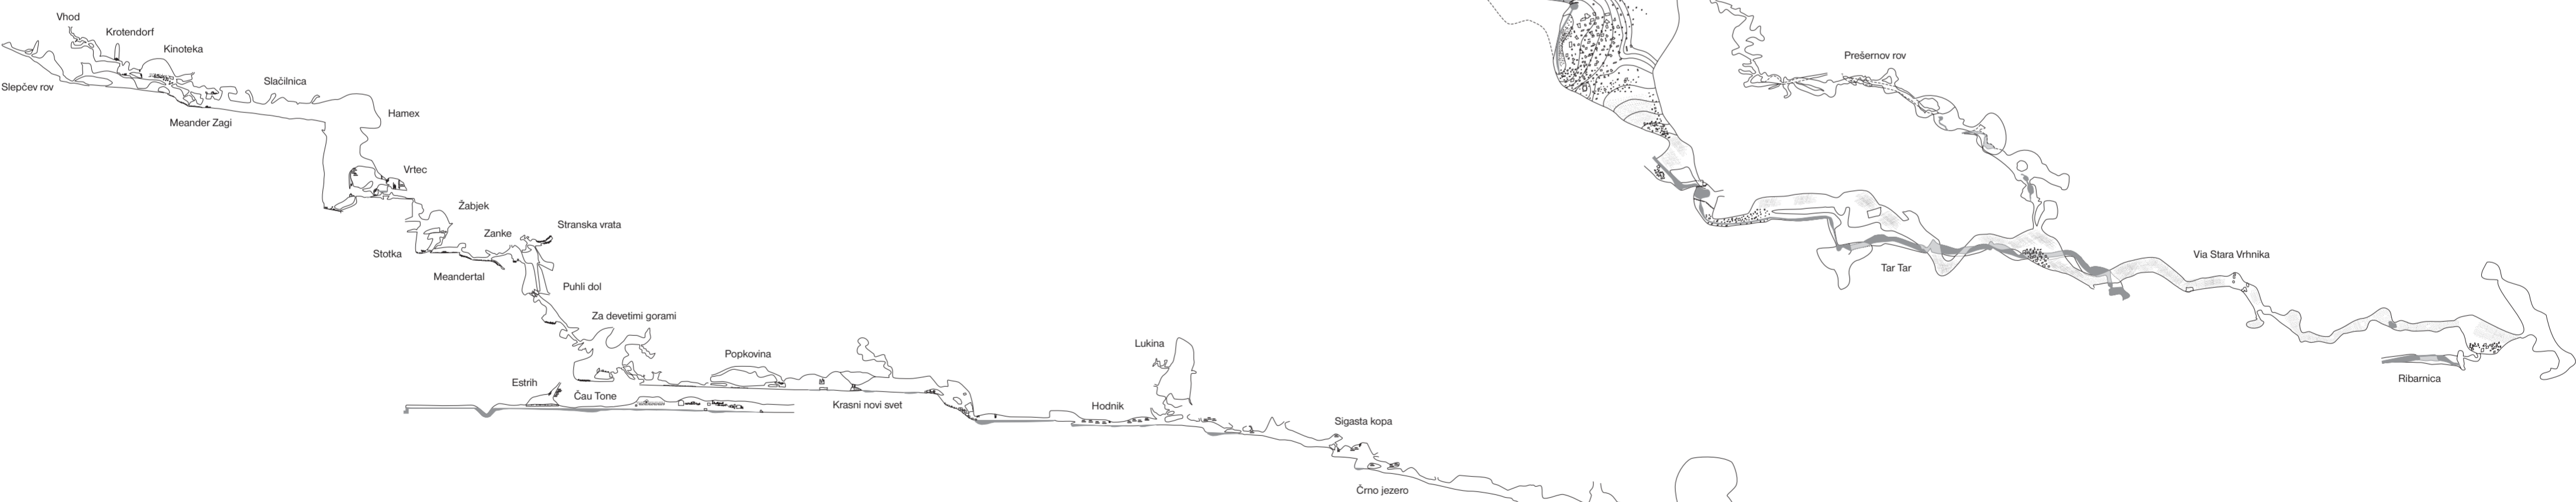 Vhod
Krotendorf
Kinoteka
Slepčev rov
Slačilnica
Meander Zagi
Hamex
Vrtec
Žabjek
Stranska vrata
Zanke
Stotka
Meandertal
Puhli dol
Za devetimi gorami
Popkovina
Estrih
Čau Tone
Krasni novi svet
Lukina
Hodnik
Sigasta kopa
Črno jezero
Prešernov rov
Tar Tar
Via Stara Vrhnika
Ribarnica